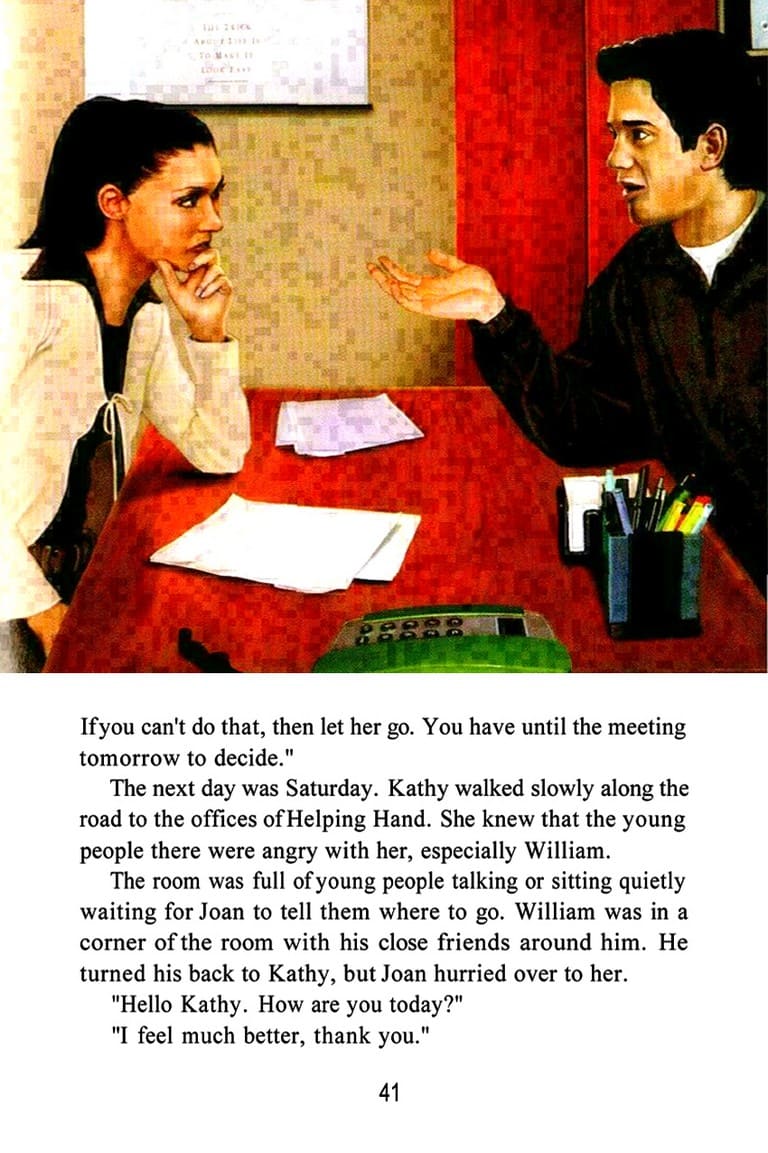 Ifyou can't do that, then let her go. You have until the meeting
tomorrow to decide."
The next day was Saturday. Kathy walked slowly along the
road to the offices ofHelping Hand. She knew that the young
people there were angry with her, especially William.
The room was full ofyoung people talking or sitting quietly
waiting for Joan to tell them where to go. William was in a
corner ofthe room with his close friends around him. He
turned his back to Kathy, but Joan hurried over to her.
"Hello Kathy. How are you today?"
"I feel much better, thank you."
41